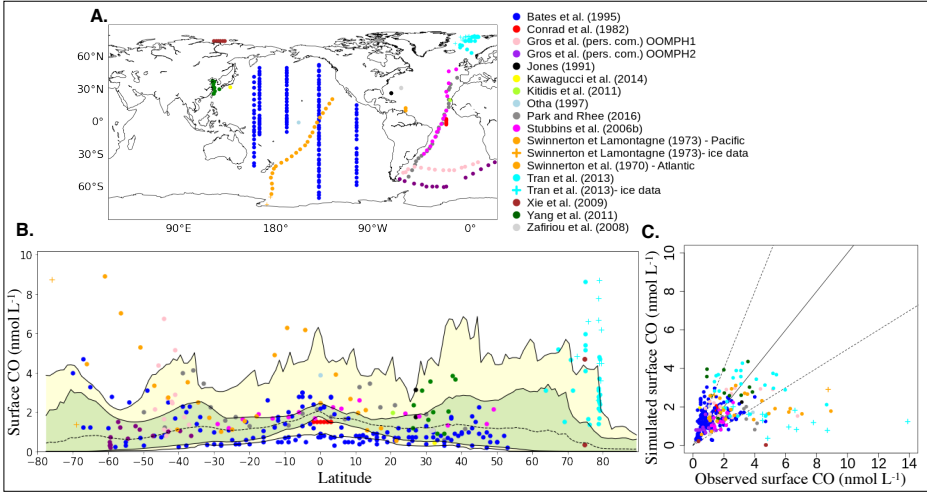 A.
60°N
30°N
0°
30°S
60°S
90°E 180° 90°W 0°
Bates et al. (1995)
Conrad et al. (1982)
Gros et al. (pers. com.) OOMPH1
Gros et al. (pers. com.) OOMPH2
Jones (1991)
Kawagucci et al. (2014)
Kitidis et al. (2011)
Otha (1997)
Park and Rhee (2016)
Stubbins et al. (2006b)
Swinnerton et Lamontagne (1973) - Pacific
Swinnerton et Lamontagne (1973)- ice data
Swinnerton et al. (1970) - Atlantic
Tran et al. (2013)
Tran et al. (2013)- ice data
Xie et al. (2009)
Yang et al. (2011)
Zafiriou et al. (2008)
B.
Surface CO (nmol L-1)
10
8
6
4
2
0
−80 −70 −60 −50 −40 −30 −20 −10 0 10 20 30 40 50 60 70 80
Latitude
C.
Simulated surface CO (nmol L-1)
10
8
6
4
2
0
0 2 4 6 8 10 12 14
Observed surface CO (nmol L-1)